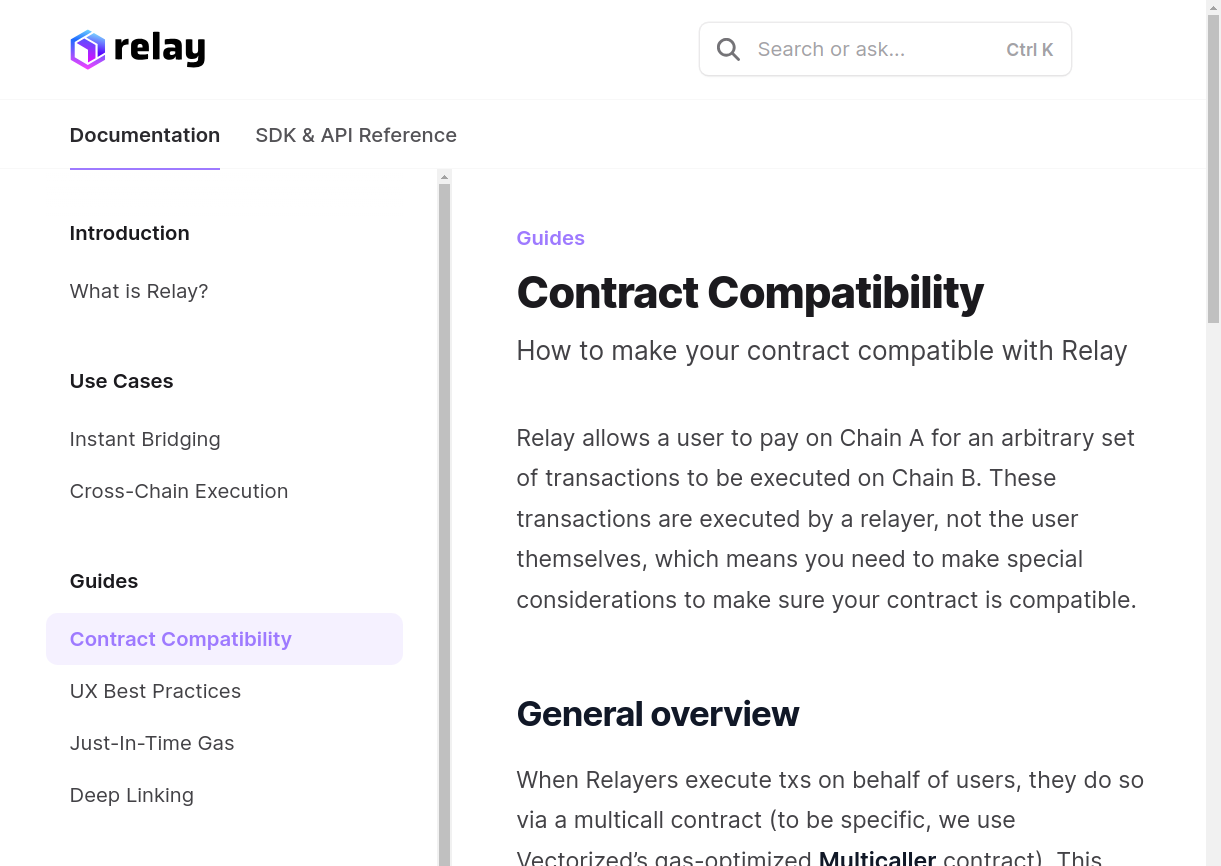 relay
Search or ask...
Ctrl K
Documentation
SDK & API Reference
Introduction
What is Relay?
Use Cases
Instant Bridging
Cross-Chain Execution
Guides
Contract Compatibility
UX Best Practices
Just-In-Time Gas
Deep Linking
Guides
Contract Compatibility
How to make your contract compatible with Relay
Relay allows a user to pay on Chain A for an arbitrary set
of transactions to be executed on Chain B. These
transactions are executed by a relayer, not the user
themselves, which means you need to make special
considerations to make sure your contract is compatible.
General overview
When Relayers execute txs on behalf of users, they do so
via a multicall contract (to be specific, we use
Vectorized’s gas-optimized Multicaller contract). This